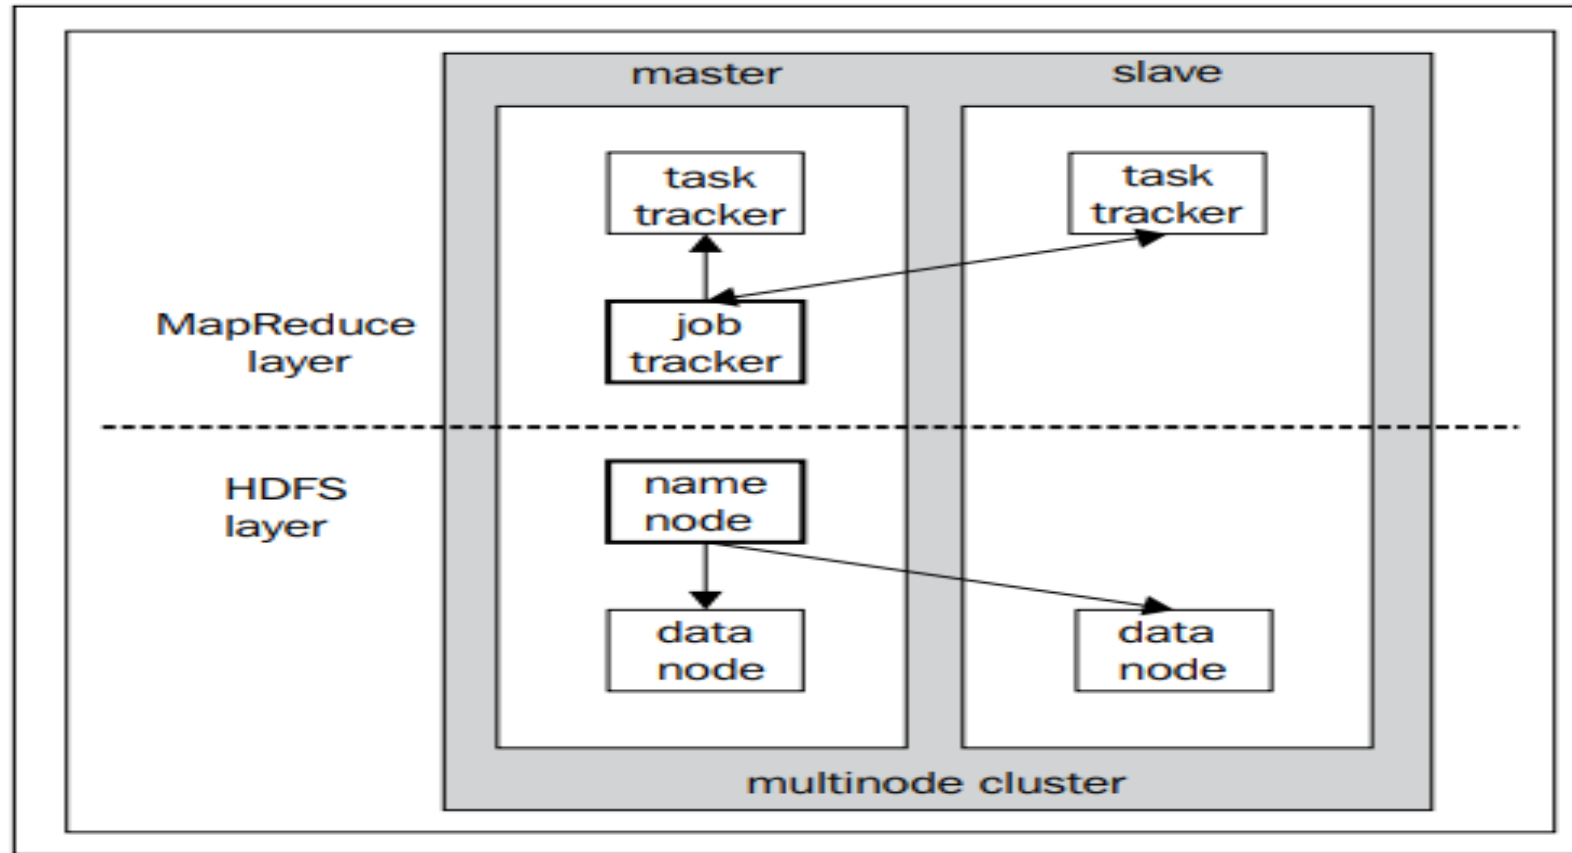 master
slave
task
tracker
task
tracker
MapReduce
layer
job
tracker
HDFS
layer
name
node
data
node
data
node
multinode cluster